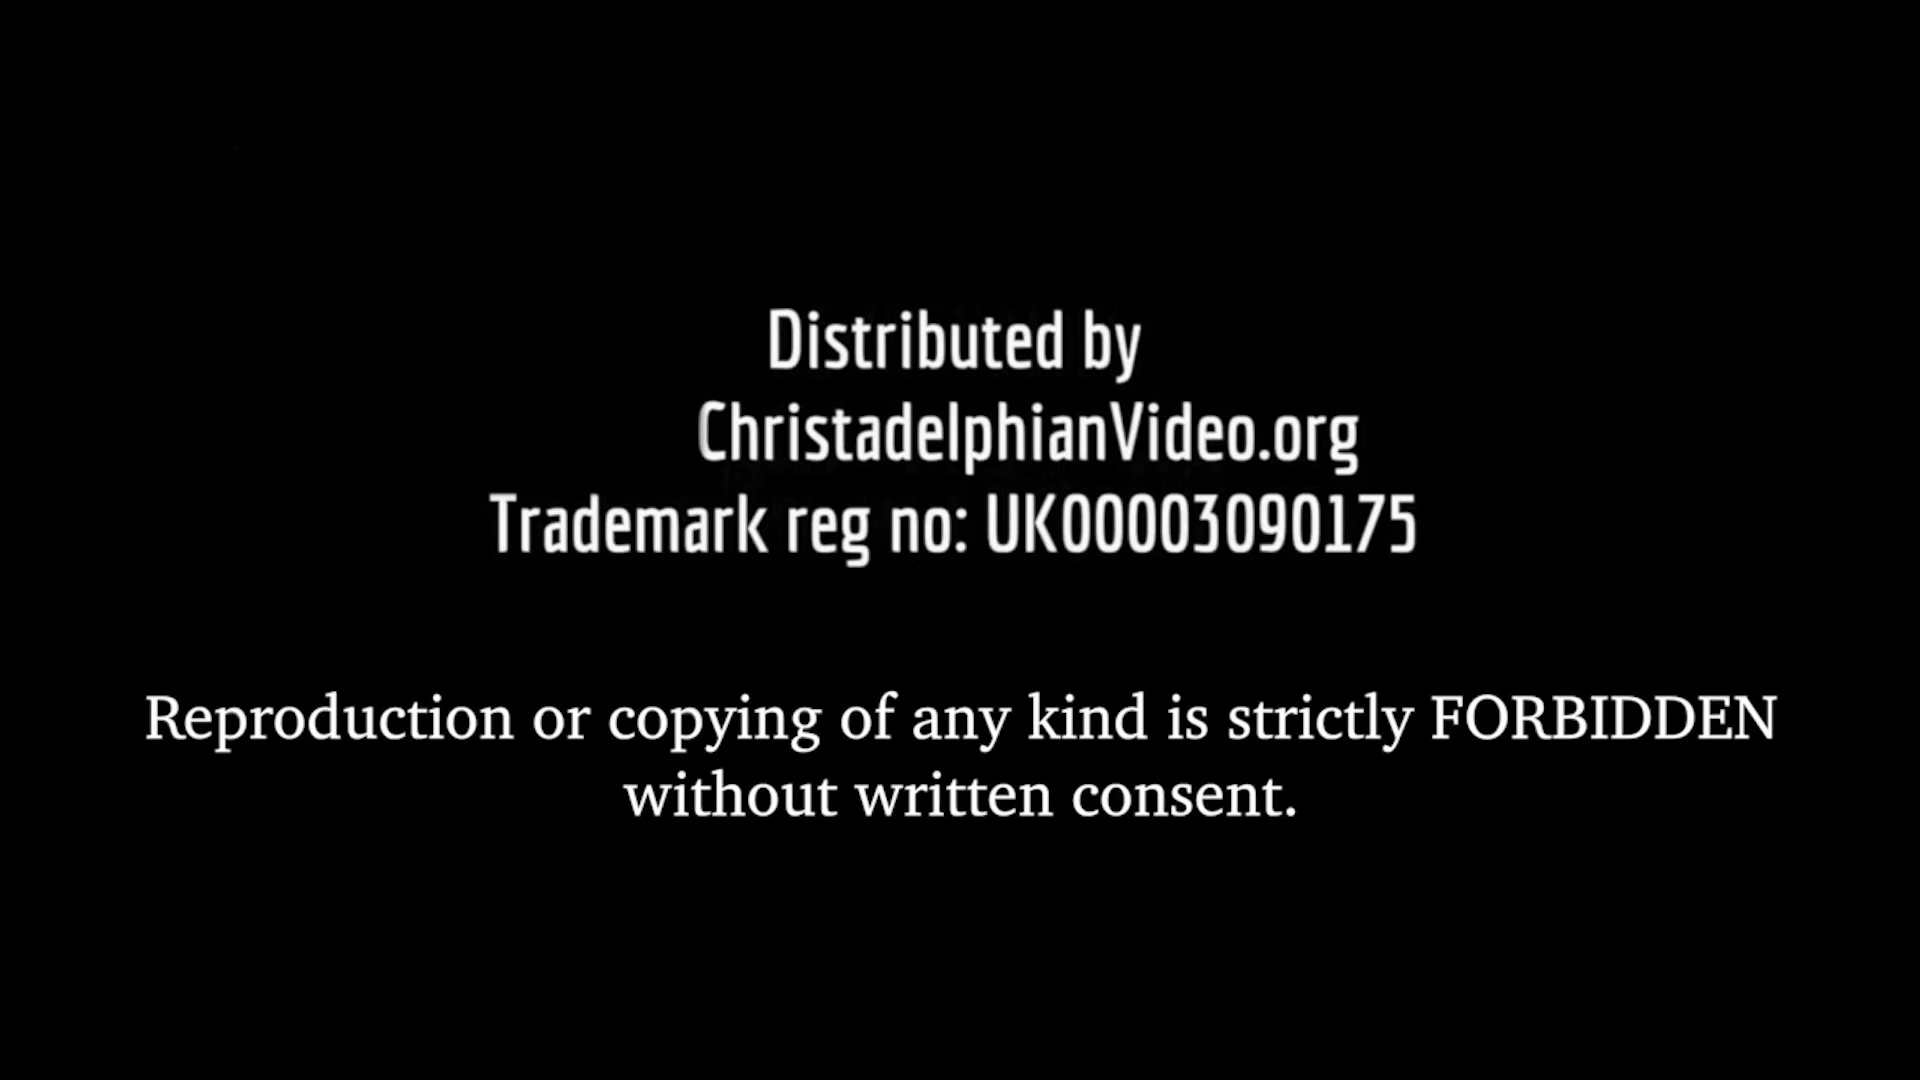 Distributed by
ChristadelphianVideo.org
Trademark reg no: UK00003090175
Reproduction or copying of any kind is strictly FORBIDDEN
without written consent.